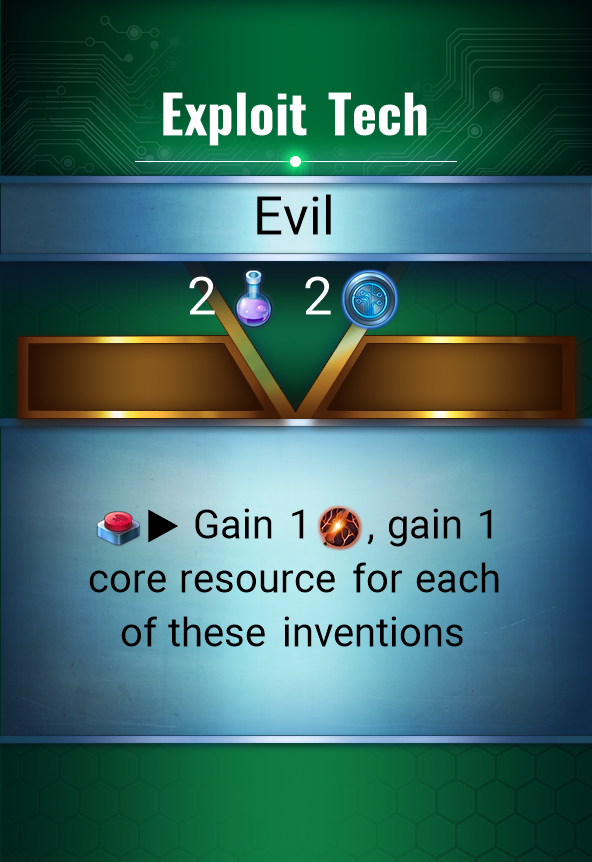 Exploit Tech
Evil
2 2
▶ Gain 1 , gain 1
core resource for each
of these inventions